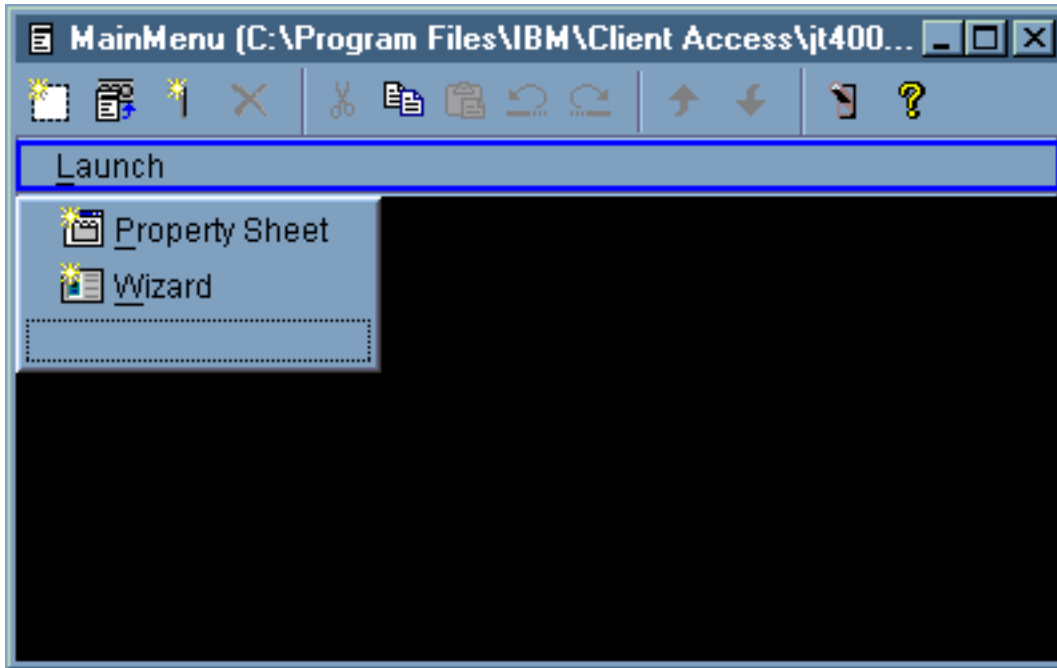 MainMenu (C:\Program Files\IBM\Client Access\jt400...
Launch
Property Sheet
Wizard